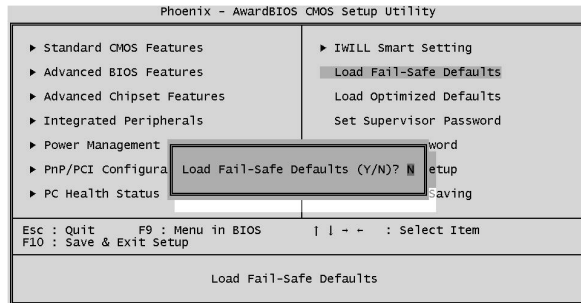 Phoenix - AwardBIOS CMOS Setup Utility
▶ Standard CMOS Features
▶ Advanced BIOS Features
▶ Advanced Chipset Features
▶ Integrated Peripherals
▶ Power Management
▶ PnP/PCI Configura
▶ PC Health Status
▶ IWILL Smart Setting
Load Fail-Safe Defaults
Load Optimized Defaults
Set Supervisor Password
word
etup
Saving
Load Fail-Safe Defaults (Y/N)? N
Esc : Quit F9 : Menu in BIOS ↑ ↓ → ← : Select Item
F10 : Save & Exit Setup
Load Fail-Safe Defaults